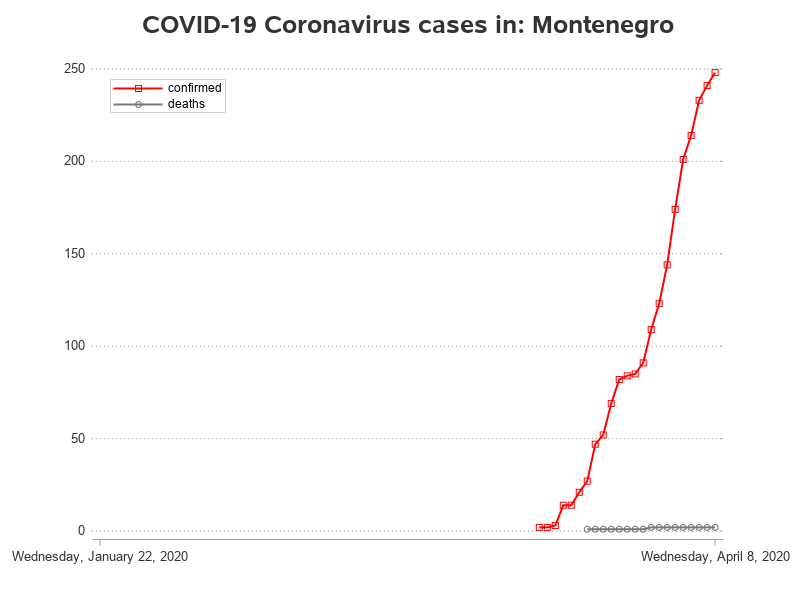 COVID-19 Coronavirus cases in: Montenegro
250
confirmed
deaths
200
150
100
50
0
Wednesday, January 22, 2020 Wednesday, April 8, 2020